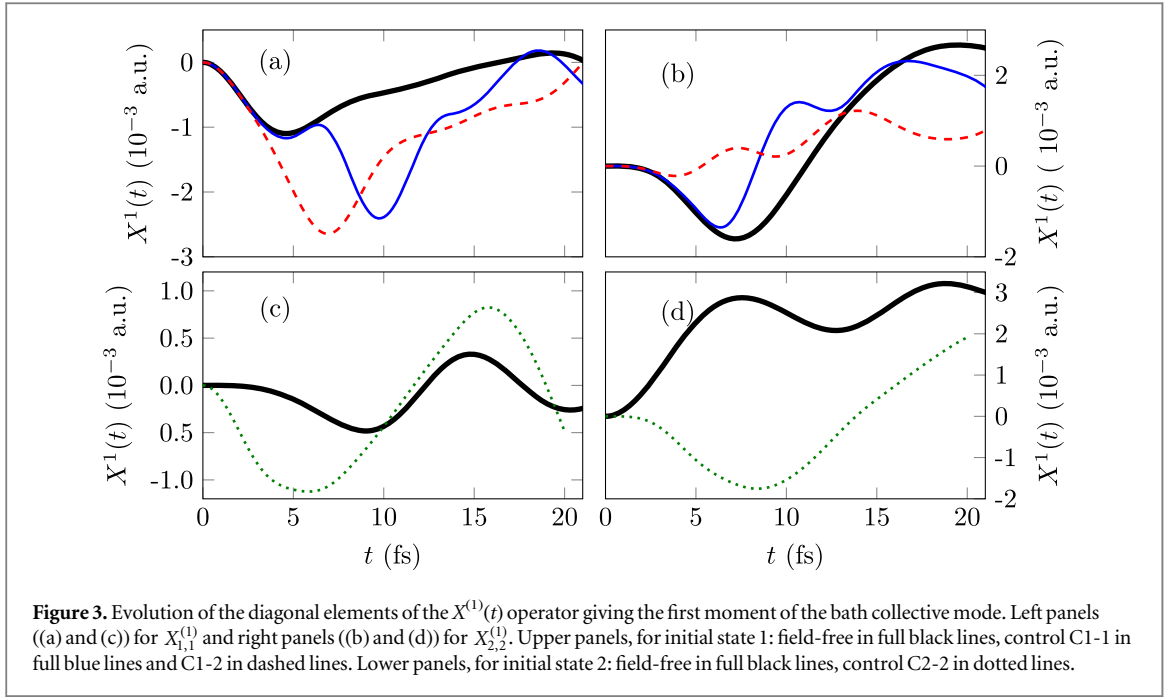 (a)
0
-1
-2
-3
X¹(t) (10⁻³ a.u.)
(b)
2
0
-2
X¹(t) ( 10⁻³ a.u.)
(c)
1.0
0.5
0.0
0.5
-1.0
X¹(t) (10⁻³ a.u.)
0 5 10 15 20
t (fs)
(d)
3
2
1
0
-1
-2
X¹(t) (10⁻³ a.u.)
0 5 10 15 20
t (fs)
Figure 3. Evolution of the diagonal elements of the X⁽¹⁾(t) operator giving the first moment of the bath collective mode. Left panels
((a) and (c)) for X₁,₁⁽¹⁾ and right panels ((b) and (d)) for X₂,₂⁽¹⁾. Upper panels, for initial state 1: field-free in full black lines, control C1-1 in
full blue lines and C1-2 in dashed lines. Lower panels, for initial state 2: field-free in full black lines, control C2-2 in dotted lines.